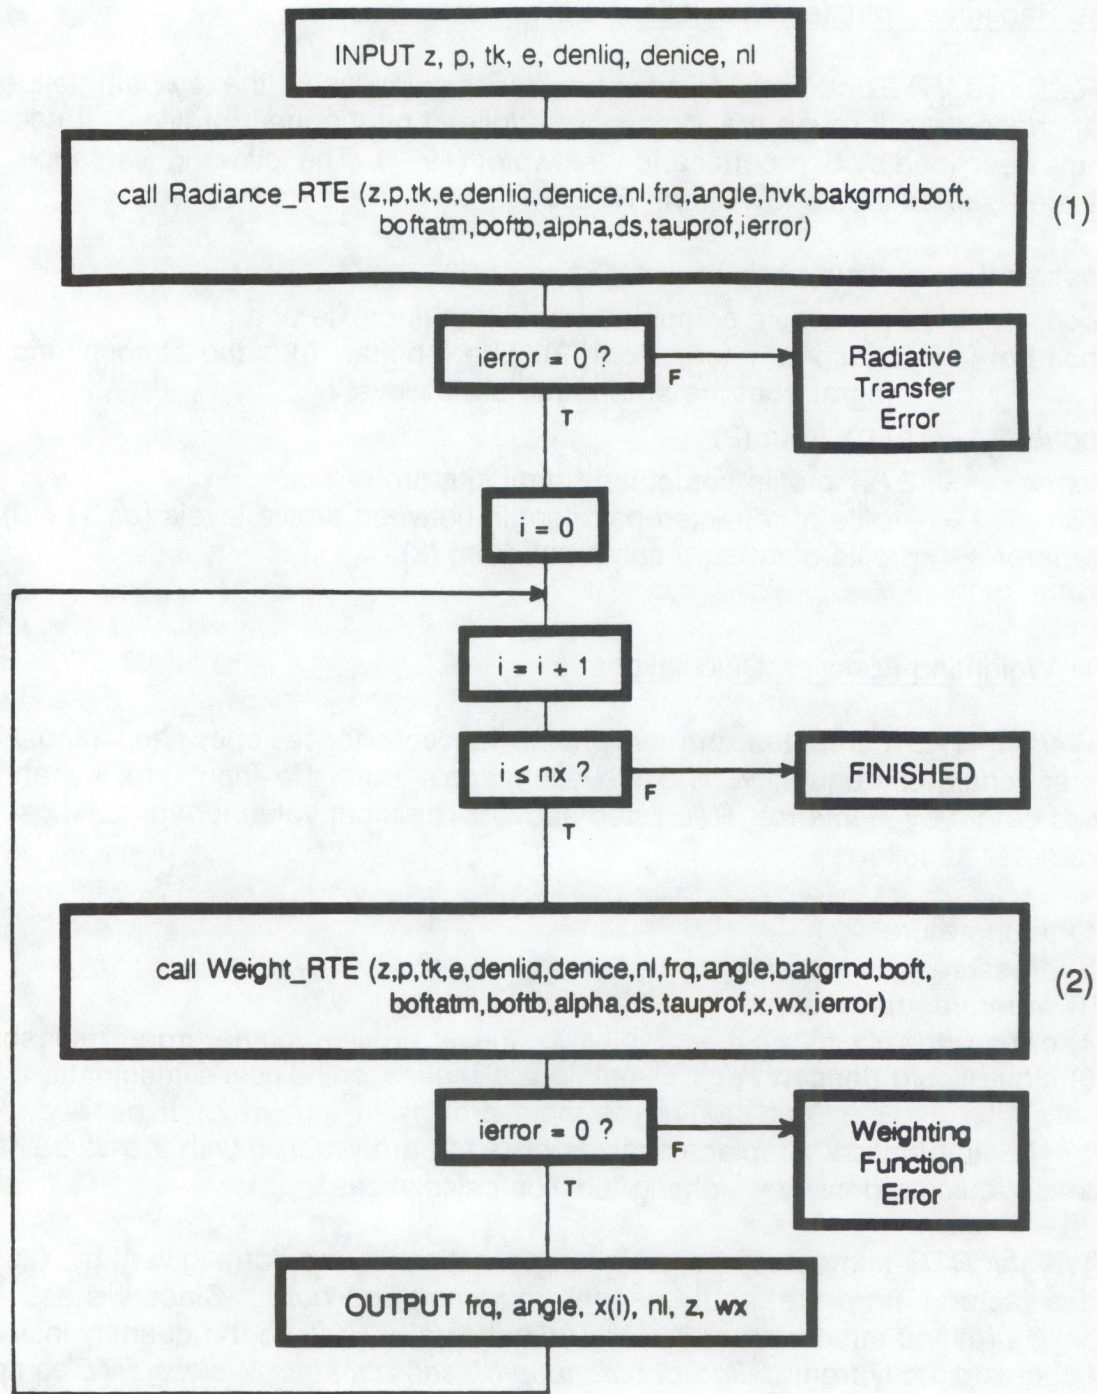 INPUT z, p, tk, e, denliq, denice, nl
call Radiance_RTE (z,p,tk,e,denliq,denice,nl,frq,angle,hvk,bakgrnd,boft,
boftatm,boftb,alpha,ds,tauprof,ierror)
(1)
ierror = 0 ?
F
T
Radiative
Transfer
Error
i = 0
i = i + 1
i ≤ nx ?
F
T
FINISHED
call Weight_RTE (z,p,tk,e,denliq,denice,nl,frq,angle,bakgrnd,boft,
boftatm,boftb,alpha,ds,tauprof,x,wx,ierror)
(2)
ierror = 0 ?
F
T
Weighting
Function
Error
OUTPUT frq, angle, x(i), nl, z, wx